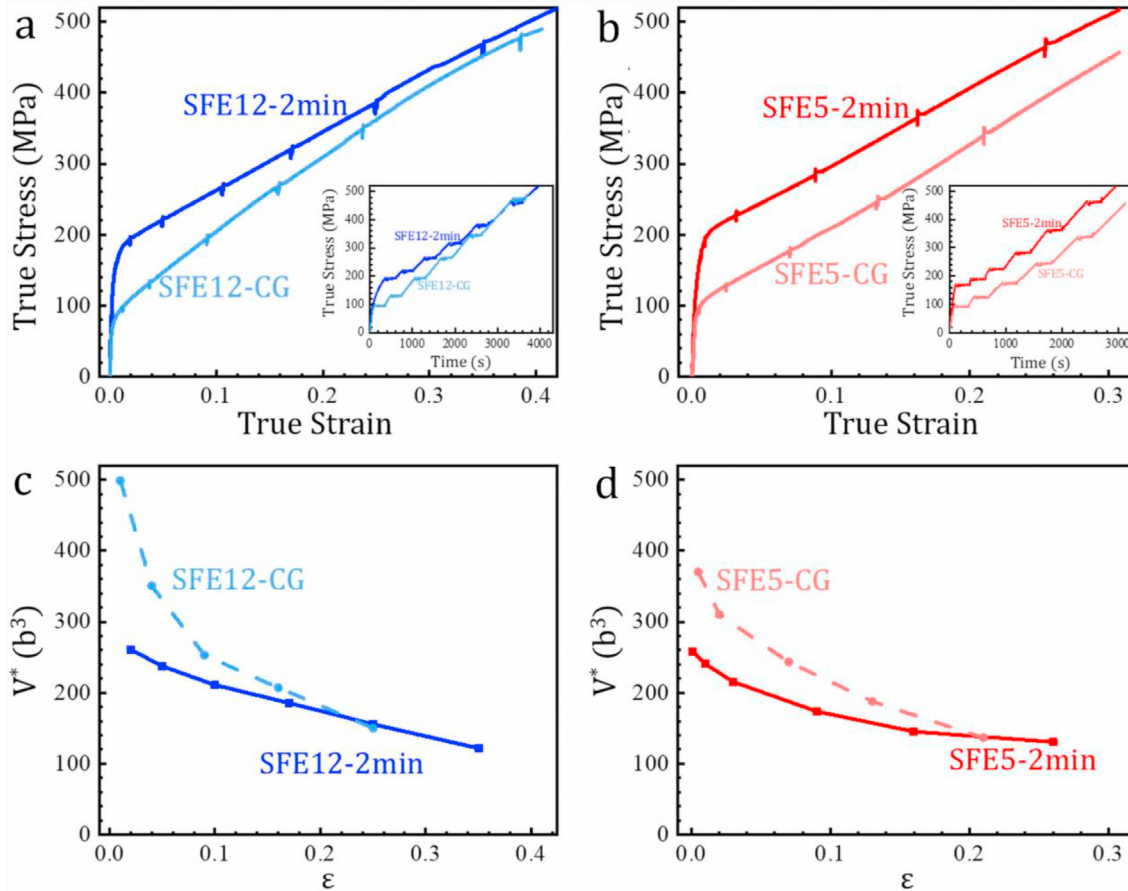 a
500
400
300
200
100
0
True Stress (MPa)
SFE12-2min
SFE12-CG
500
400
300
200
100
0
True Stress (MPa)
SFE12-2min
SFE12-CG
0 1000 2000 3000 4000
Time (s)
0.0 0.1 0.2 0.3 0.4
True Strain
b
500
400
300
200
100
0
True Stress (MPa)
SFE5-2min
SFE5-CG
500
400
300
200
100
0
True Stress (MPa)
SFE5-2min
SFE5-CG
0 1000 2000 3000
Time (s)
0.0 0.1 0.2 0.3
True Strain
c
500
400
300
200
100
0
V* (b³)
SFE12-CG
SFE12-2min
0.0 0.1 0.2 0.3 0.4
ε
d
500
400
300
200
100
0
V* (b³)
SFE5-CG
SFE5-2min
0.0 0.1 0.2 0.3
ε